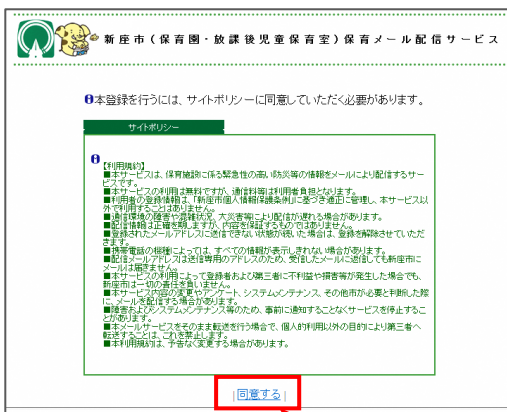 新座市(保育園・放課後児童保育室)保育メール配信サービス
本登録を行うには、サイトポリシーに同意していただく必要があります。
サイトポリシー
【利用規約】
■本サービスは、保育施設に係る緊急性の高い防災等の情報をメールにより配信するサー
ビスです。
■本サービスの利用は無料ですが、通信料等は利用者負担となります。
■利用者の登録情報は、「新座市個人情報保護条例」に基づき適正に管理し、本サービス以
外で利用することはありません。
■通信環境の障害や混雑状況、大災害等により配信が遅れる場合があります。
■配信情報は正確を期しますが、内容を保証するものではありません。
■登録されたメールアドレスに送信できない状態が続いた場合は、登録を解除させていただ
きます。
■携帯電話の機種によっては、すべての情報が表示しきれない場合があります。
■配信メールアドレスは送信専用のアドレスのため、受信したメールに返信しても新座市に
メールは届きません。
■本サービスの利用によって登録者および第三者に不利益や損害等が発生した場合でも、
新座市は一切の責任を負いません。
■本サービス内容の変更やアンケート、システムメンテナンス、その他市が必要と判断した際
に、メールを配信する場合があります。
■障害およびシステムメンテナンス等のため、事前に通知することなくサービスを停止するこ
とがあります。
■本メールサービスをそのまま転送を行う場合で、個人的利用以外の目的により第三者へ
転送することは、これを禁止します。
■本利用規約は、予告なく変更する場合があります。
|同意する|